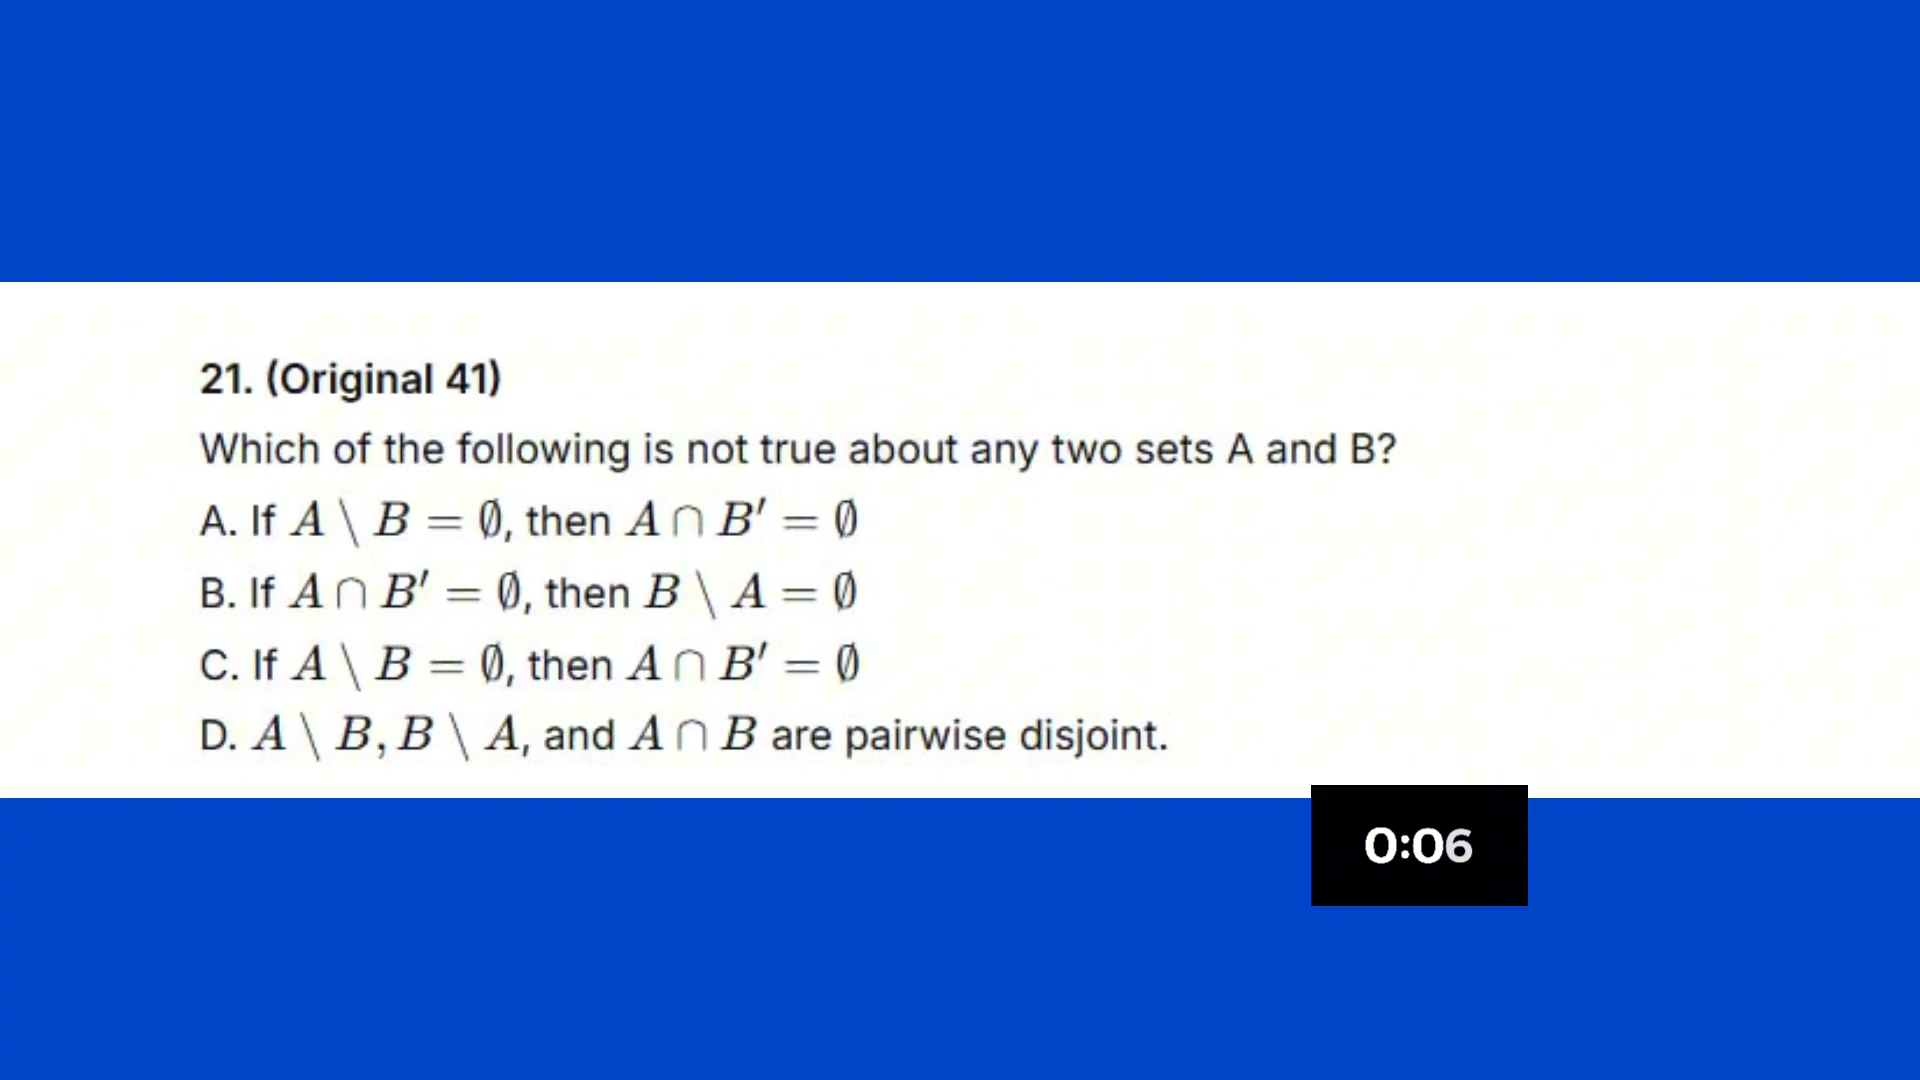 21. (Original 41)
Which of the following is not true about any two sets A and B?
A. If A \ B = ∅, then A ∩ B′ = ∅
B. If A ∩ B′ = ∅, then B \ A = ∅
C. If A \ B = ∅, then A ∩ B′ = ∅
D. A \ B, B \ A, and A ∩ B are pairwise disjoint.
0:06